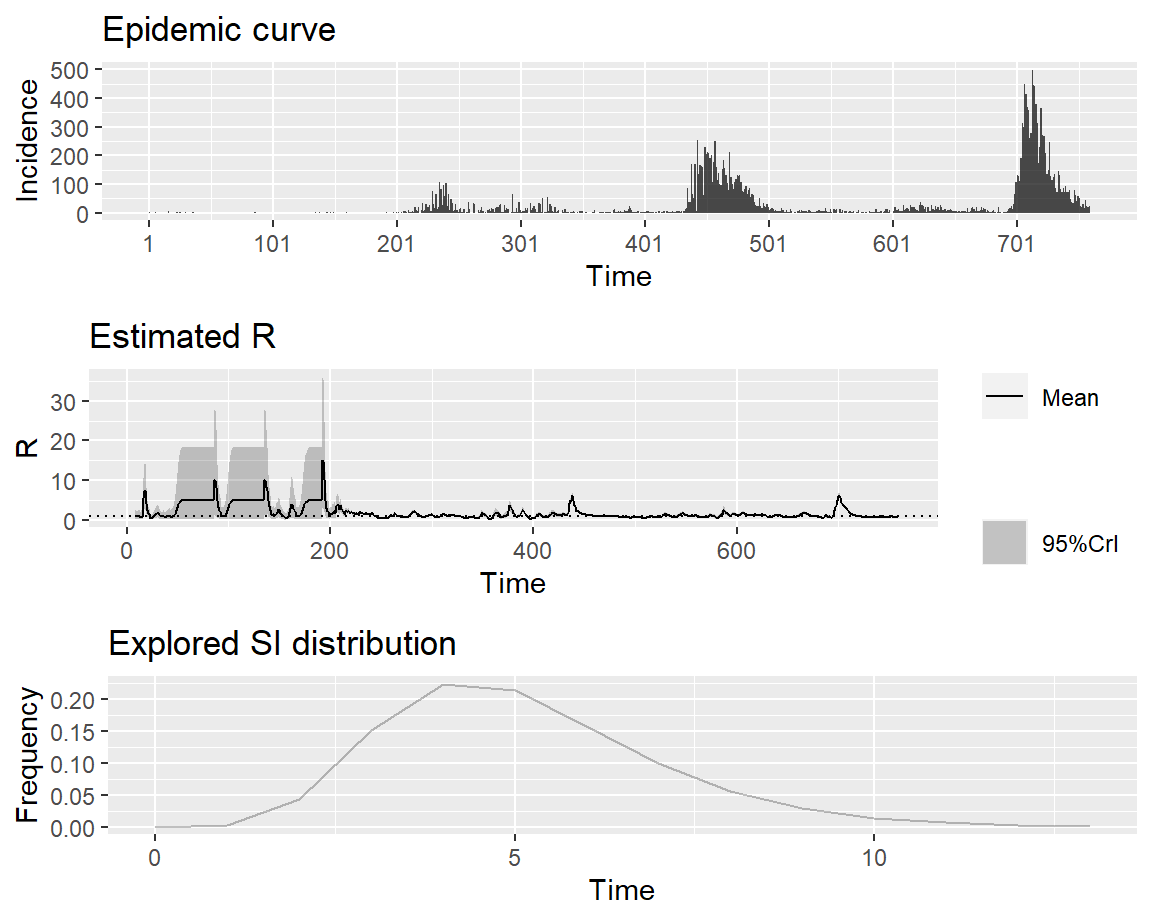 Epidemic curve
500
400
300
200
100
0
Incidence
1 101 201 301 401 501 601 701
Time
Estimated R
30
20
10
0
R
0 200 400 600
Time
Mean
95%CrI
Explored SI distribution
0.20
0.15
0.10
0.05
0.00
Frequency
0 5 10
Time